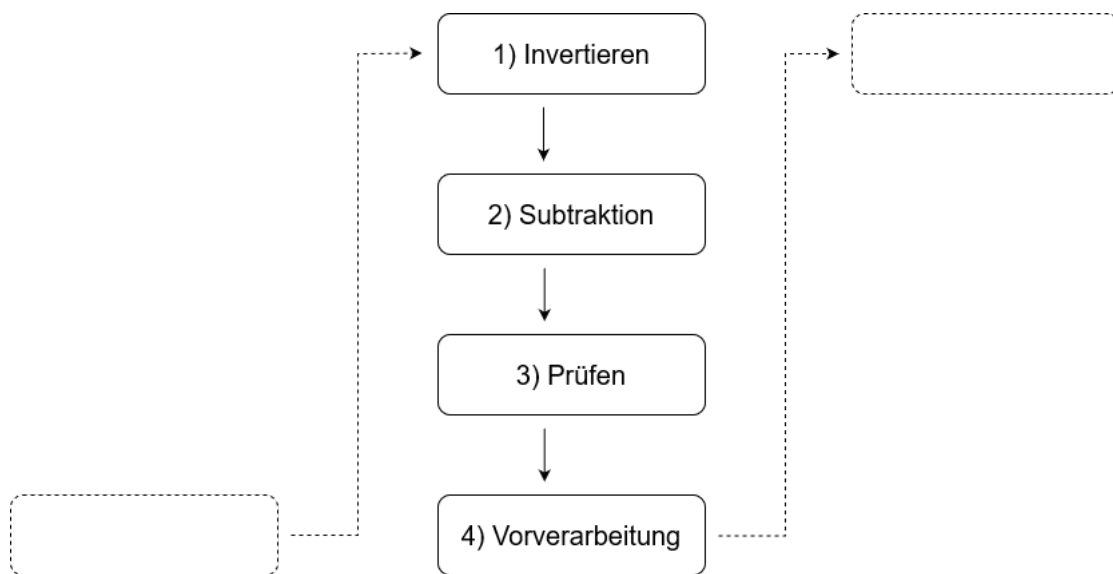 1) Invertieren
2) Subtraktion
3) Prüfen
4) Vorverarbeitung